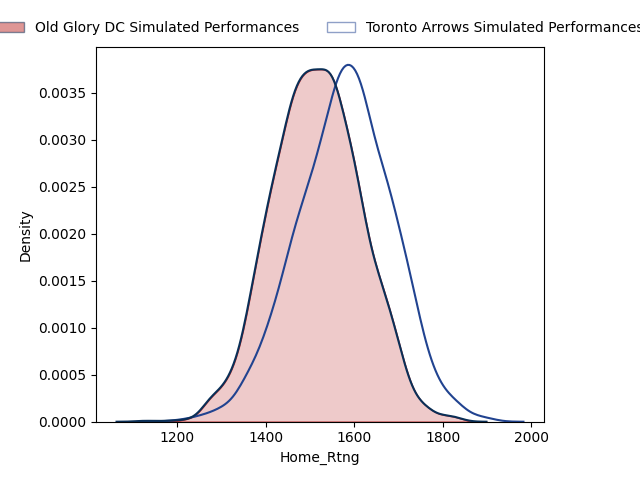 Old Glory DC Simulated Performances
Toronto Arrows Simulated Performances
0.0035
0.0030
0.0025
0.0020
0.0015
0.0010
0.0005
0.0000
Density
1200 1400 1600 1800 2000
Home_Rtng